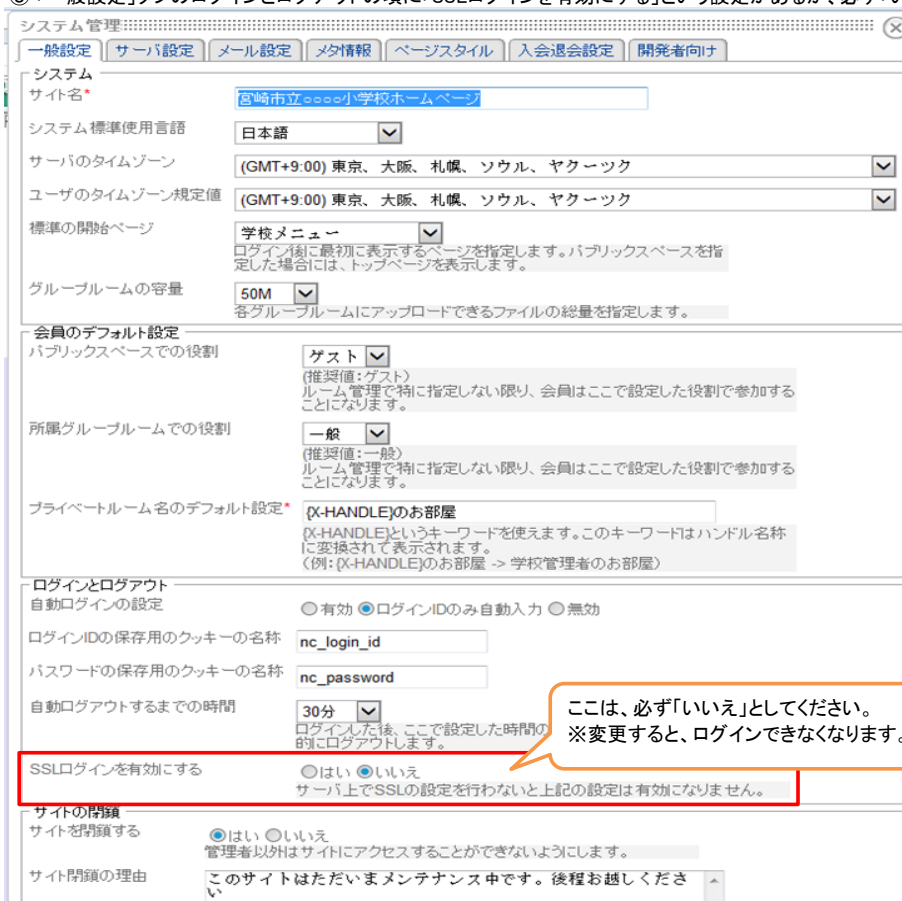 システム管理
一般設定 サーバ設定 メール設定 メタ情報 ページスタイル 入会退会設定 開発者向け
システム
サイト名* 宮崎市立○○○○小学校ホームページ
システム標準使用言語 日本語
サーバのタイムゾーン (GMT+9:00) 東京、大阪、札幌、ソウル、ヤクーツク
ユーザのタイムゾーン規定値 (GMT+9:00) 東京、大阪、札幌、ソウル、ヤクーツク
標準の開始ページ 学校メニュー
ログイン後に最初に表示するページを指定します。パブリックスペースを指
定した場合には、トップページを表示します。
グループルームの容量 50M
各グループルームにアップロードできるファイルの総量を指定します。
会員のデフォルト設定
パブリックスペースでの役割 ゲスト
(推奨値:ゲスト)
ルーム管理で特に指定しない限り、会員はここで設定した役割で参加する
ことになります。
所属グループルームでの役割 一般
(推奨値:一般)
ルーム管理で特に指定しない限り、会員はここで設定した役割で参加する
ことになります。
プライベートルーム名のデフォルト設定* {X-HANDLE}のお部屋
{X-HANDLE}というキーワードを使えます。このキーワードはハンドル名称
に変換されて表示されます。
(例:{X-HANDLE}のお部屋 -> 学校管理者のお部屋)
ログインとログアウト
自動ログインの設定 有効 ログインIDのみ自動入力 無効
ログインIDの保存用のクッキーの名称 nc_login_id
パスワードの保存用のクッキーの名称 nc_password
自動ログアウトするまでの時間 30分
ログインした後、ここで設定した時間の
的にログアウトします。
ここは、必ず「いいえ」としてください。
※変更すると、ログインできなくなります。
SSLログインを有効にする はい いいえ
サーバ上でSSLの設定を行わないと上記の設定は有効になりません。
サイトの閉鎖
サイトを閉鎖する はい いいえ
管理者以外はサイトにアクセスすることができないようにします。
サイト閉鎖の理由 このサイトはただいまメンテナンス中です。後程お越しくださ
い